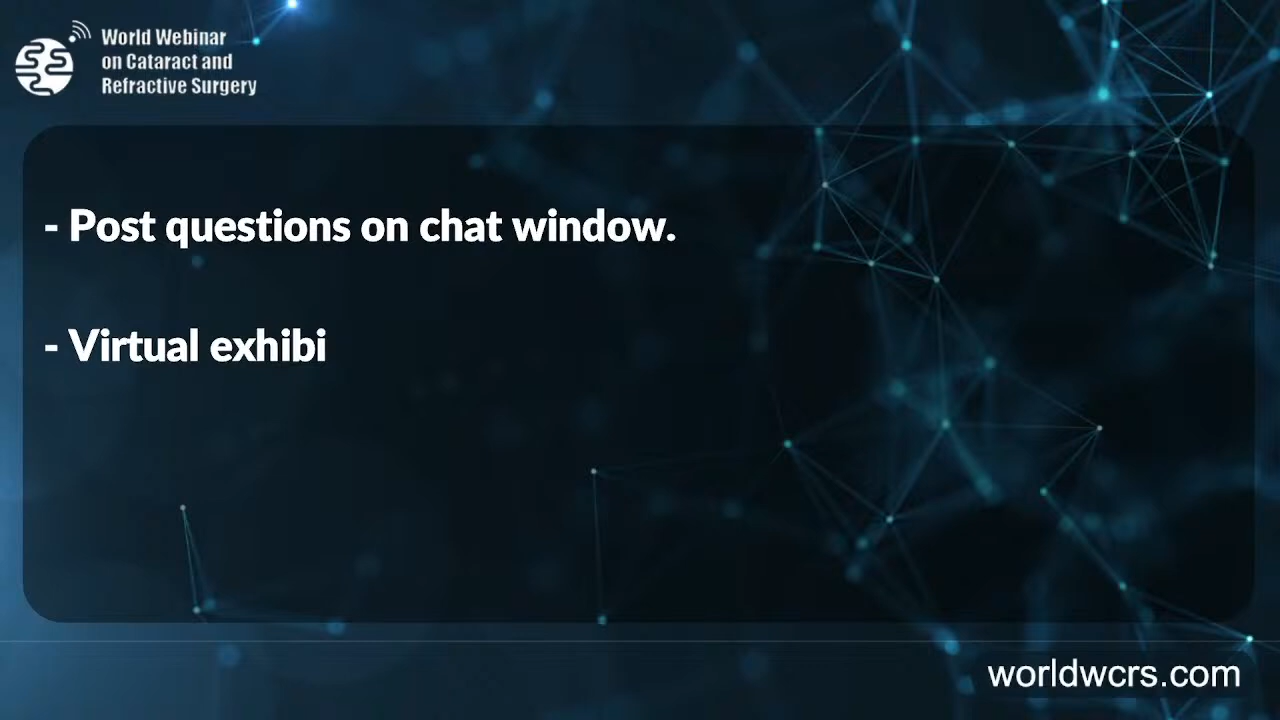 World Webinar
on Cataract and
Refractive Surgery
- Post questions on chat window.
- Virtual exhibi
worldwcrs.com